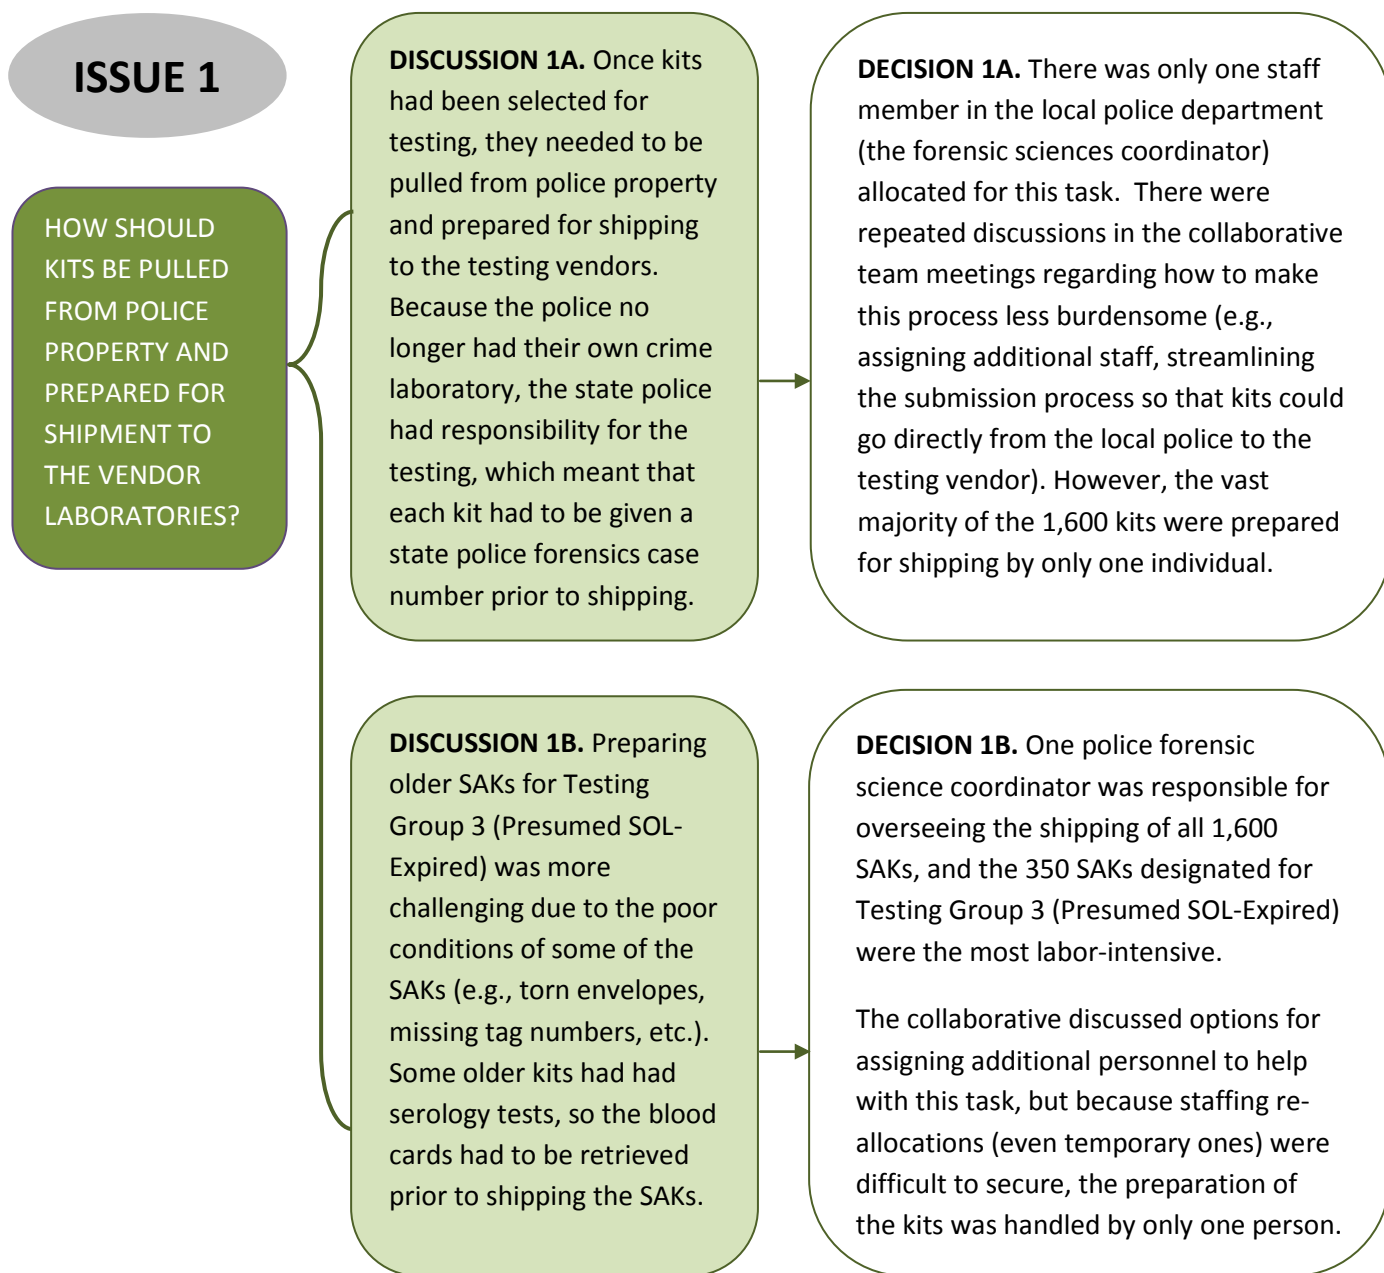 ISSUE 1
HOW SHOULD
KITS BE PULLED
FROM POLICE
PROPERTY AND
PREPARED FOR
SHIPMENT TO
THE VENDOR
LABORATORIES?
DISCUSSION 1A. Once kits
had been selected for
testing, they needed to be
pulled from police property
and prepared for shipping
to the testing vendors.
Because the police no
longer had their own crime
laboratory, the state police
had responsibility for the
testing, which meant that
each kit had to be given a
state police forensics case
number prior to shipping.
DECISION 1A. There was only one staff
member in the local police department
(the forensic sciences coordinator)
allocated for this task.  There were
repeated discussions in the collaborative
team meetings regarding how to make
this process less burdensome (e.g.,
assigning additional staff, streamlining
the submission process so that kits could
go directly from the local police to the
testing vendor). However, the vast
majority of the 1,600 kits were prepared
for shipping by only one individual.
DISCUSSION 1B. Preparing
older SAKs for Testing
Group 3 (Presumed SOL-
Expired) was more
challenging due to the poor
conditions of some of the
SAKs (e.g., torn envelopes,
missing tag numbers, etc.).
Some older kits had had
serology tests, so the blood
cards had to be retrieved
prior to shipping the SAKs.
DECISION 1B. One police forensic
science coordinator was responsible for
overseeing the shipping of all 1,600
SAKs, and the 350 SAKs designated for
Testing Group 3 (Presumed SOL-Expired)
were the most labor-intensive.
The collaborative discussed options for
assigning additional personnel to help
with this task, but because staffing re-
allocations (even temporary ones) were
difficult to secure, the preparation of
the kits was handled by only one person.